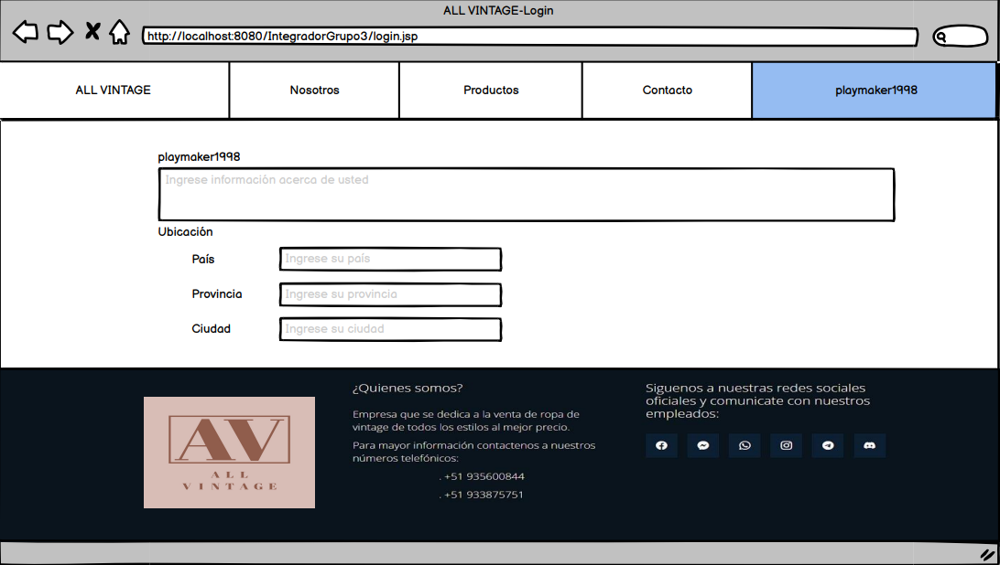 ALL VINTAGE-Login
http://localhost:8080/IntegradorGrupo3/login.jsp
ALL VINTAGE
Nosotros
Productos
Contacto
playmaker1998
playmaker1998
Ingrese información acerca de usted
Ubicación
País
Ingrese su país
Provincia
Ingrese su provincia
Ciudad
Ingrese su ciudad
AV
ALL
VINTAGE
¿Quienes somos?
Empresa que se dedica a la venta de ropa de
vintage de todos los estilos al mejor precio.
Para mayor información contactenos a nuestros
números telefónicos:
. +51 935600844
. +51 933875751
Siguenos a nuestras redes sociales
oficiales y comunicate con nuestros
empleados: